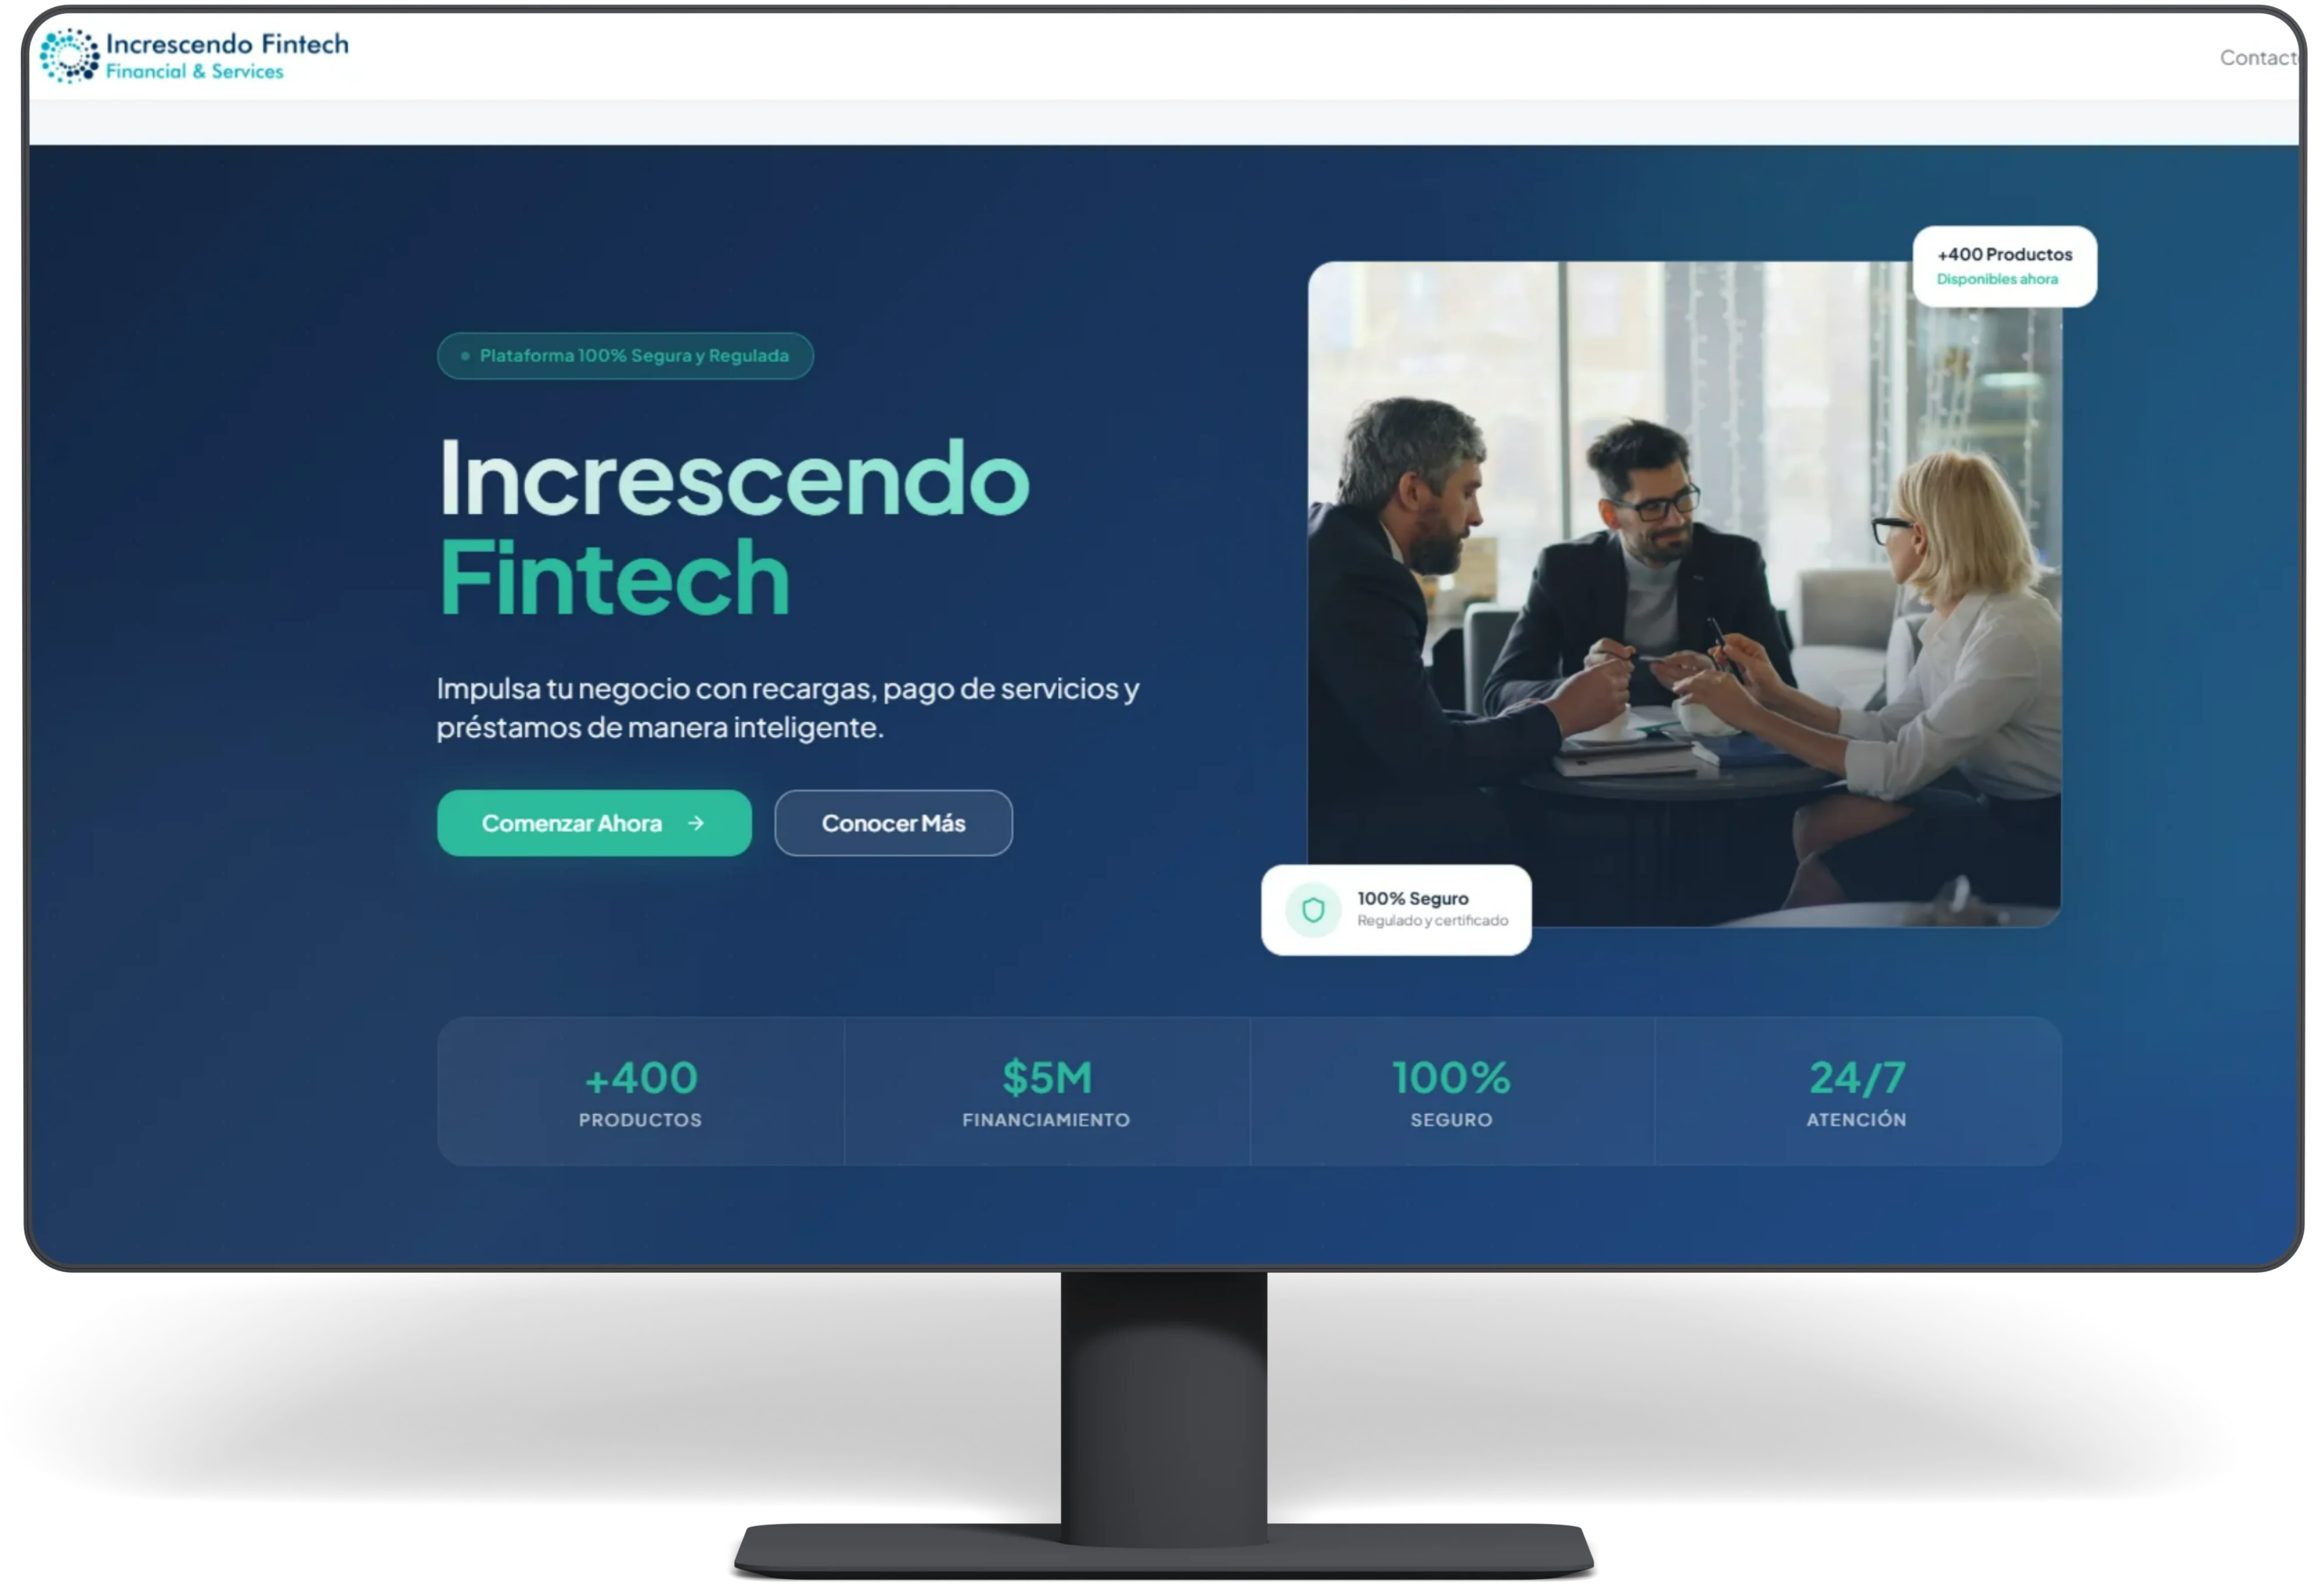 Increscendo Fintech
Financial & Services
+400 Productos
Disponibles ahora
Plataforma 100% Segura y Regulada
Increscendo
Fintech
Impulsa tu negocio con recargas, pago de servicios y
préstamos de manera inteligente.
Comenzar Ahora
Conocer Más
100% Seguro
Regulado y certificado
+400
PRODUCTOS
$5M
FINANCIAMIENTO
100%
SEGURO
24/7
ATENCIÓN